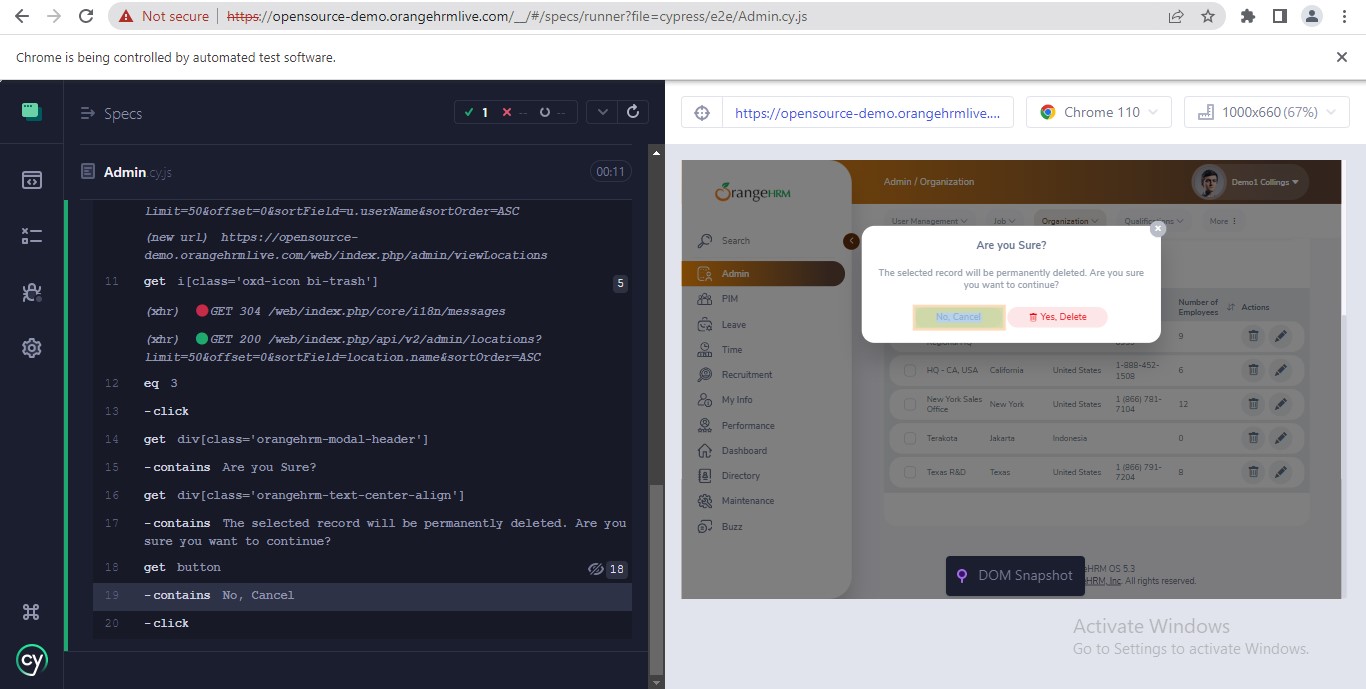 Not secure | https://opensource-demo.orangehrmlive.com/__/#/specs/runner?file=cypress/e2e/Admin.cy.js
Chrome is being controlled by automated test software.
Specs
1 -- --
Admin.cy.js 00:11
limit=50&offset=0&sortField=u.userName&sortOrder=ASC
(new url) https://opensource-
demo.orangehrmlive.com/web/index.php/admin/viewLocations
11 get i[class='oxd-icon bi-trash'] 5
(xhr) GET 304 /web/index.php/core/i18n/messages
(xhr) GET 200 /web/index.php/api/v2/admin/locations?
limit=50&offset=0&sortField=location.name&sortOrder=ASC
12 eq 3
13 -click
14 get div[class='orangehrm-modal-header']
15 -contains Are you Sure?
16 get div[class='orangehrm-text-center-align']
17 -contains The selected record will be permanently deleted. Are you
sure you want to continue?
18 get button 18
19 -contains No, Cancel
20 -click
cy
https://opensource-demo.orangehrmlive....
Chrome 110
1000x660 (67%)
OrangeHRM
Search
Admin
PIM
Leave
Time
Recruitment
My Info
Performance
Dashboard
Directory
Maintenance
Buzz
Admin / Organization
Demo1 Collings
User Management Job Organization Qualifications More
Are you Sure?
The selected record will be permanently deleted. Are you sure
you want to continue?
No, Cancel
Yes, Delete
Number of
Employees
Actions
9
HQ - CA, USA California United States 1-888-452-
1508 6
New York Sales
Office New York United States 1 (866) 781-
7104 12
Terakota Jakarta Indonesia 0
Texas R&D Texas United States 1 (866) 791-
7204 8
DOM Snapshot
HRM OS 5.3
HRM, Inc. All rights reserved.
Activate Windows
Go to Settings to activate Windows.